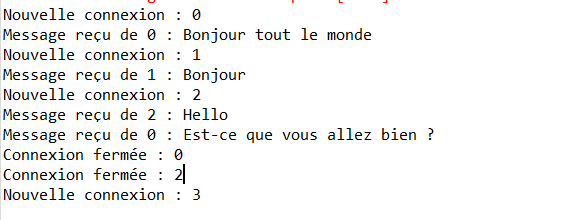 Nouvelle connexion : 0
Message reçu de 0 : Bonjour tout le monde
Nouvelle connexion : 1
Message reçu de 1 : Bonjour
Nouvelle connexion : 2
Message reçu de 2 : Hello
Message reçu de 0 : Est-ce que vous allez bien ?
Connexion fermée : 0
Connexion fermée : 2
Nouvelle connexion : 3